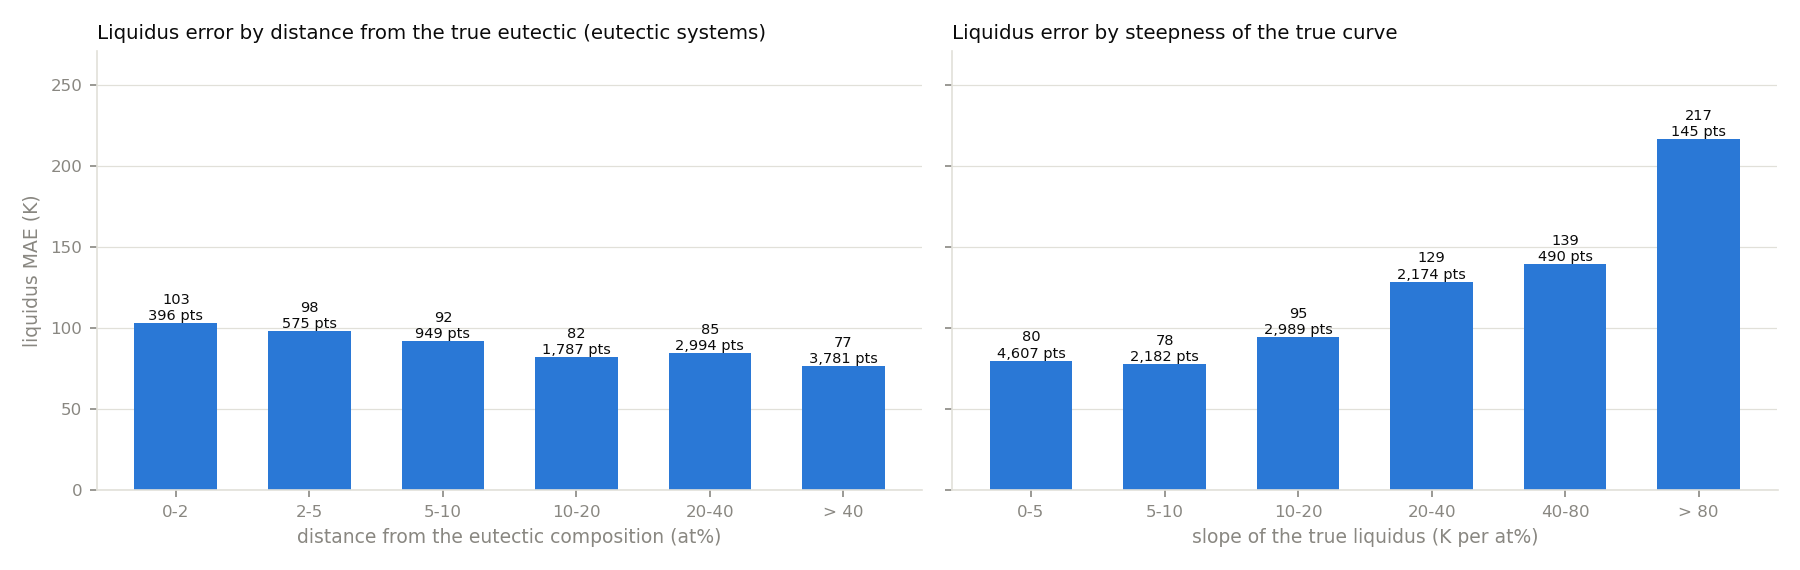 Liquidus error by distance from the true eutectic (eutectic systems)
liquidus MAE (K)
250
200
150
100
50
0
103
396 pts
98
575 pts
92
949 pts
82
1,787 pts
85
2,994 pts
77
3,781 pts
0-2
2-5
5-10
10-20
20-40
> 40
distance from the eutectic composition (at%)
Liquidus error by steepness of the true curve
80
4,607 pts
78
2,182 pts
95
2,989 pts
129
2,174 pts
139
490 pts
217
145 pts
0-5
5-10
10-20
20-40
40-80
> 80
slope of the true liquidus (K per at%)